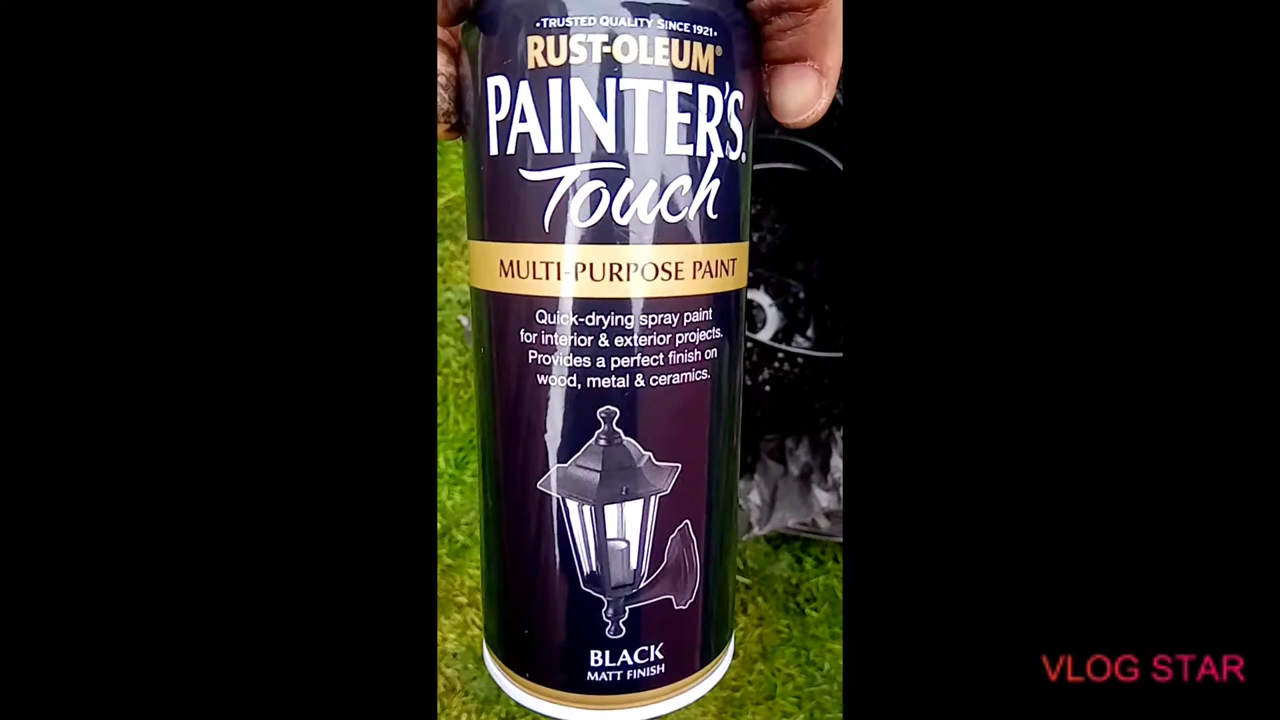 •TRUSTED QUALITY SINCE 1921•
RUST-OLEUM®
PAINTER'S.
Touch
MULTI-PURPOSE PAINT
Quick-drying spray paint
for interior & exterior projects.
Provides a perfect finish on
wood, metal & ceramics.
BLACK
MATT FINISH
VLOG STAR